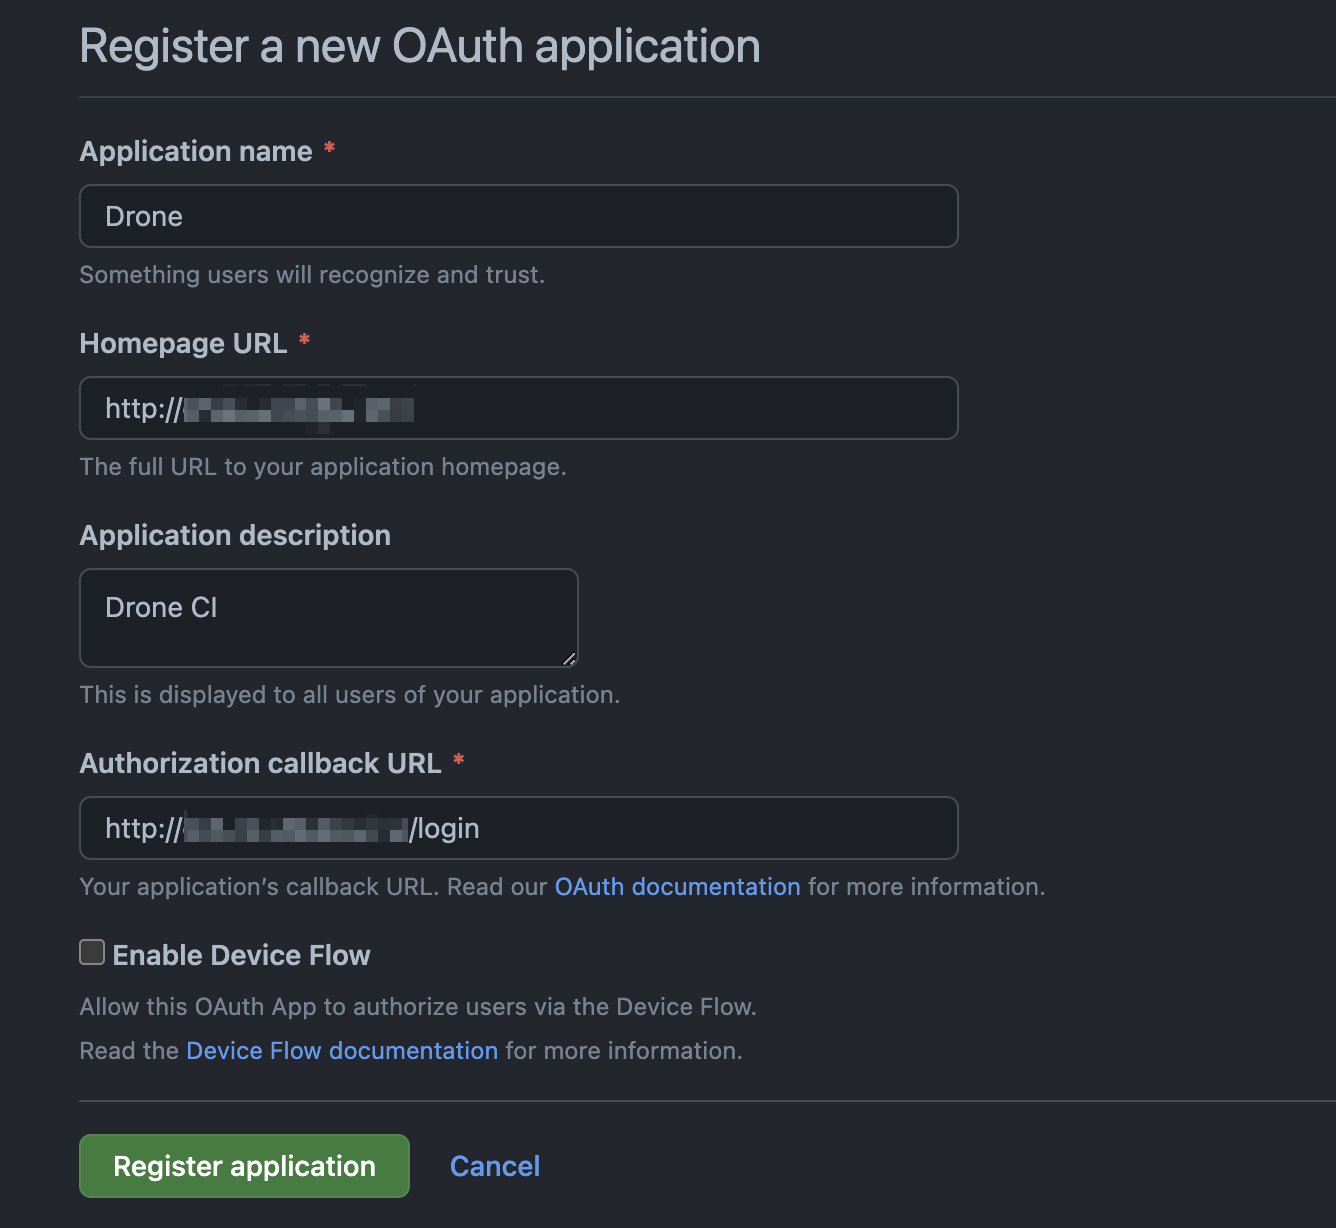 Register a new OAuth application
Application name *
Drone
Something users will recognize and trust.
Homepage URL *
http://
The full URL to your application homepage.
Application description
Drone CI
This is displayed to all users of your application.
Authorization callback URL *
http:// /login
Your application’s callback URL. Read our OAuth documentation for more information.
Enable Device Flow
Allow this OAuth App to authorize users via the Device Flow.
Read the Device Flow documentation for more information.
Register application Cancel